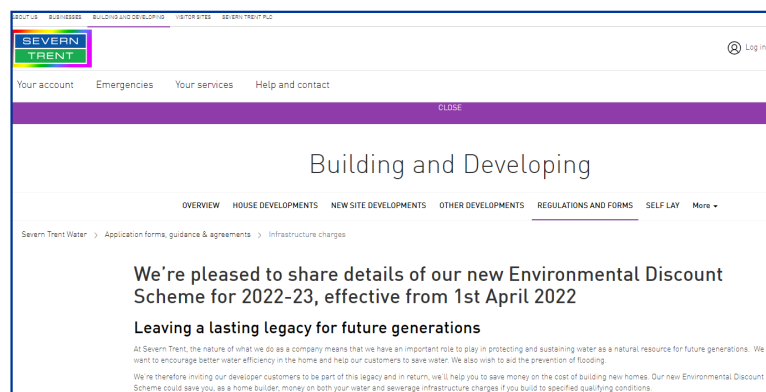 ABOUT US BUSINESSES BUILDING AND DEVELOPING VISITOR SITES SEVERN TRENT PLC
SEVERN
TRENT
Log in
Your account Emergencies Your services Help and contact
CLOSE
Building and Developing
OVERVIEW HOUSE DEVELOPMENTS NEW SITE DEVELOPMENTS OTHER DEVELOPMENTS REGULATIONS AND FORMS SELF LAY More
Severn Trent Water > Application forms, guidance & agreements > Infrastructure charges
We're pleased to share details of our new Environmental Discount
Scheme for 2022-23, effective from 1st April 2022
Leaving a lasting legacy for future generations
At Severn Trent, the nature of what we do as a company means that we have an important role to play in protecting and sustaining water as a natural resource for future generations. We
want to encourage better water efficiency in the home and help our customers to save water. We also wish to aid the prevention of flooding.
We're therefore inviting our developer customers to be part of this legacy and in return, we'll help you to save money on the cost of building new homes. Our new Environmental Discount
Scheme could save you, as a home builder, money on both your water and sewerage infrastructure charges if you build to specified qualifying conditions.